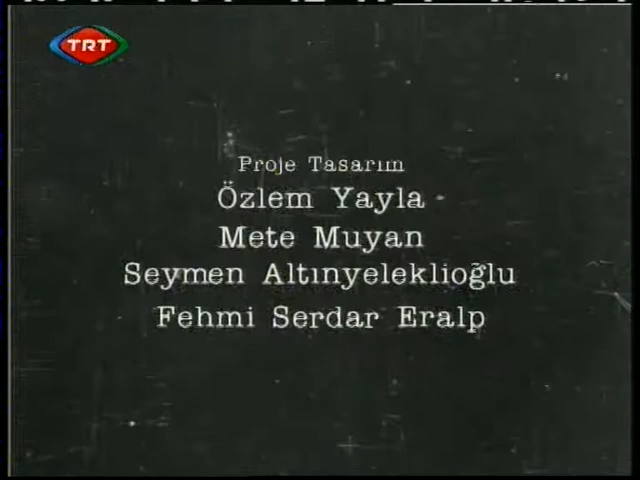 TRT
Proje Tasarım
Özlem Yayla
Mete Muyan
Seymen Altınyeleklioğlu
Fehmi Serdar Eralp